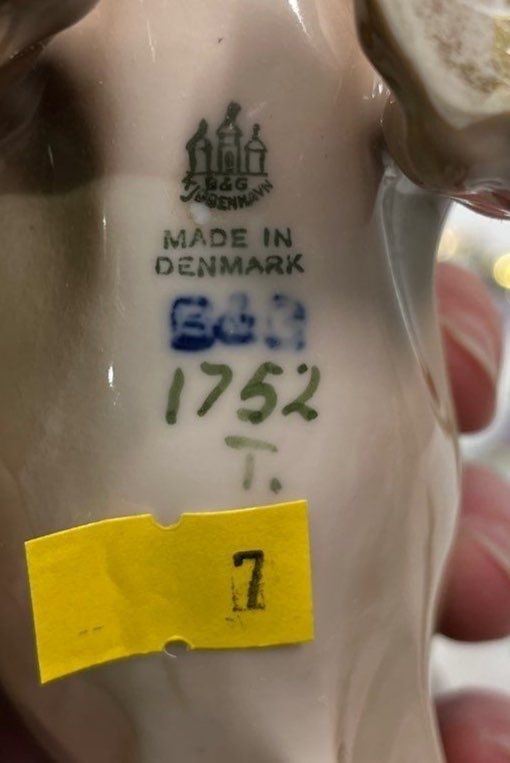 B&G
KJØBENHAVN
MADE IN
DENMARK
B&G
1752
T.
7